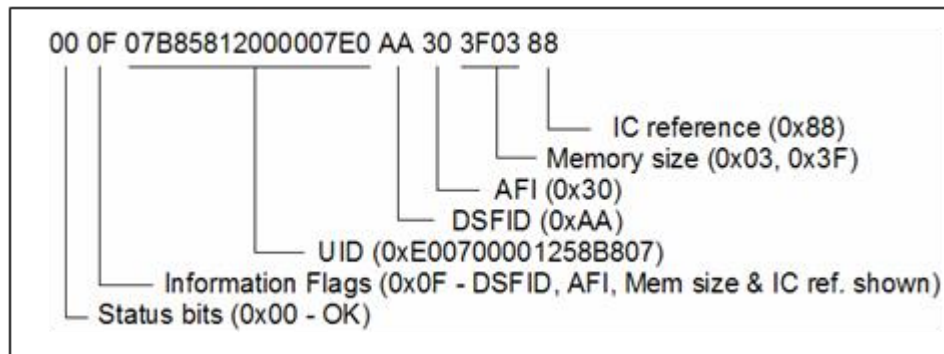 00 0F 07B85812000007E0 AA 30 3F03 88
IC reference (0x88)
Memory size (0x03, 0x3F)
AFI (0x30)
DSFID (0xAA)
UID (0xE00700001258B807)
Information Flags (0x0F - DSFID, AFI, Mem size & IC ref. shown)
Status bits (0x00 - OK)